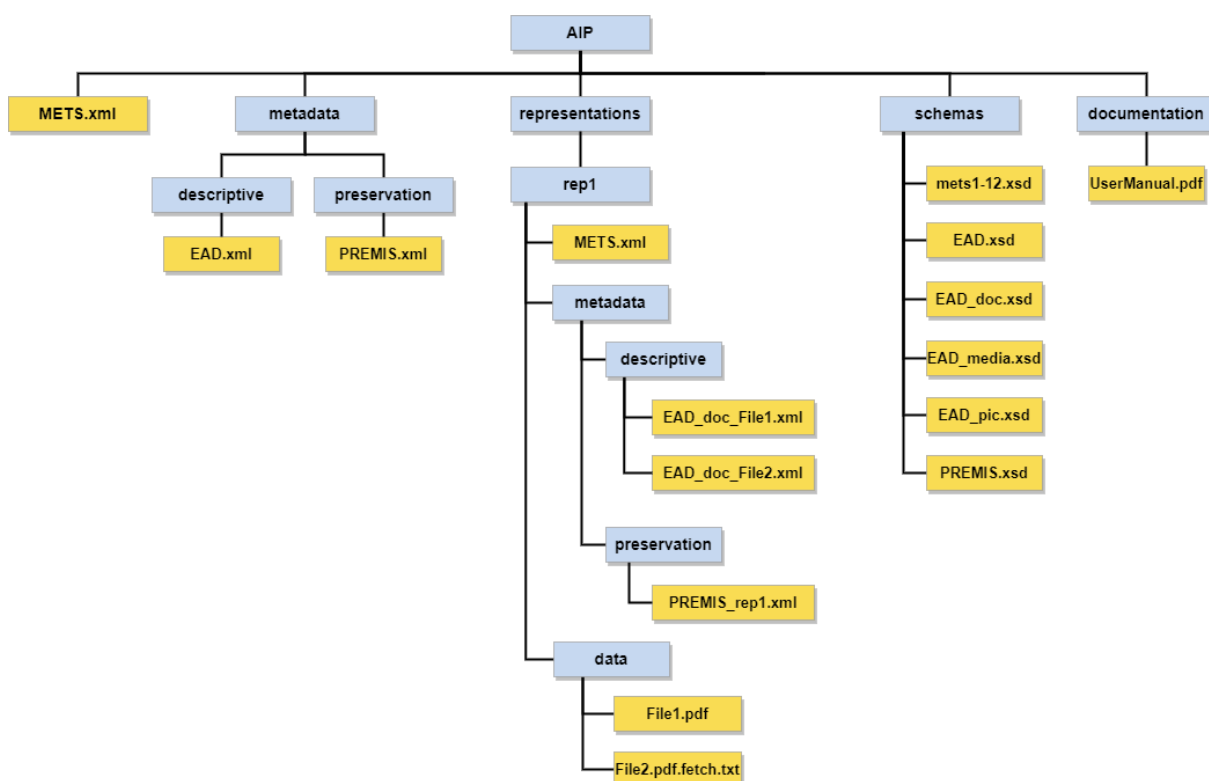 AIP
METS.xml
metadata
representations
schemas
documentation
descriptive
preservation
rep1
mets1-12.xsd
UserManual.pdf
EAD.xml
PREMIS.xml
METS.xml
EAD.xsd
metadata
EAD_doc.xsd
descriptive
EAD_media.xsd
EAD_doc_File1.xml
EAD_pic.xsd
EAD_doc_File2.xml
PREMIS.xsd
preservation
PREMIS_rep1.xml
data
File1.pdf
File2.pdf.fetch.txt